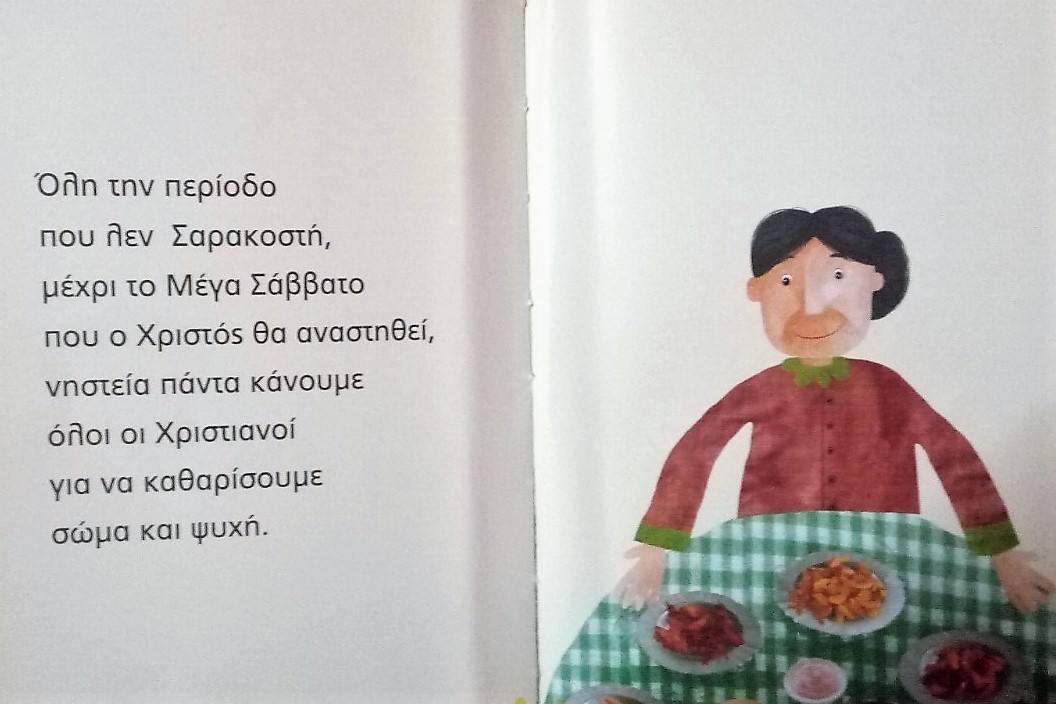 Όλη την περίοδο
που λεν Σαρακοστή,
μέχρι το Μέγα Σάββατο
που ο Χριστός θα αναστηθεί,
νηστεία πάντα κάνουμε
όλοι οι Χριστιανοί
για να καθαρίσουμε
σώμα και ψυχή.